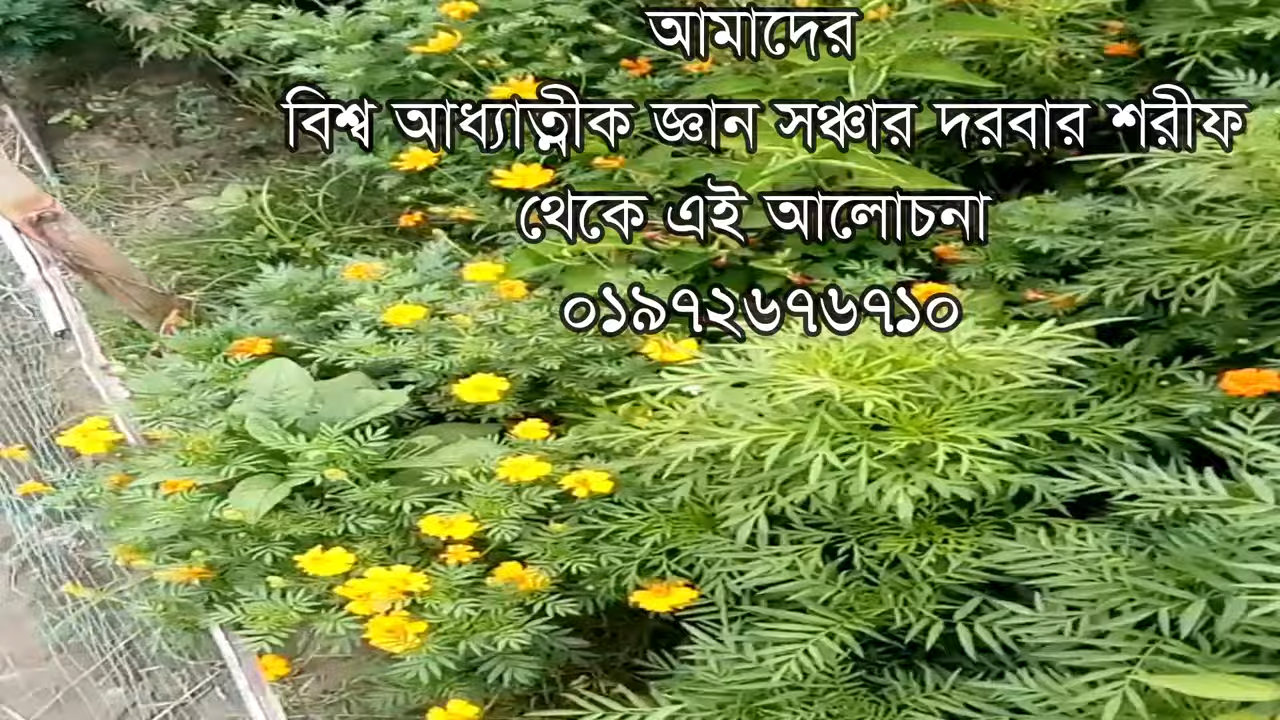 আমাদের
বিশ্ব আধ্যাত্নীক জ্ঞান সঞ্চার দরবার শরীফ
থেকে এই আলোচনা
০১৯৭২৬৭৬৭১০